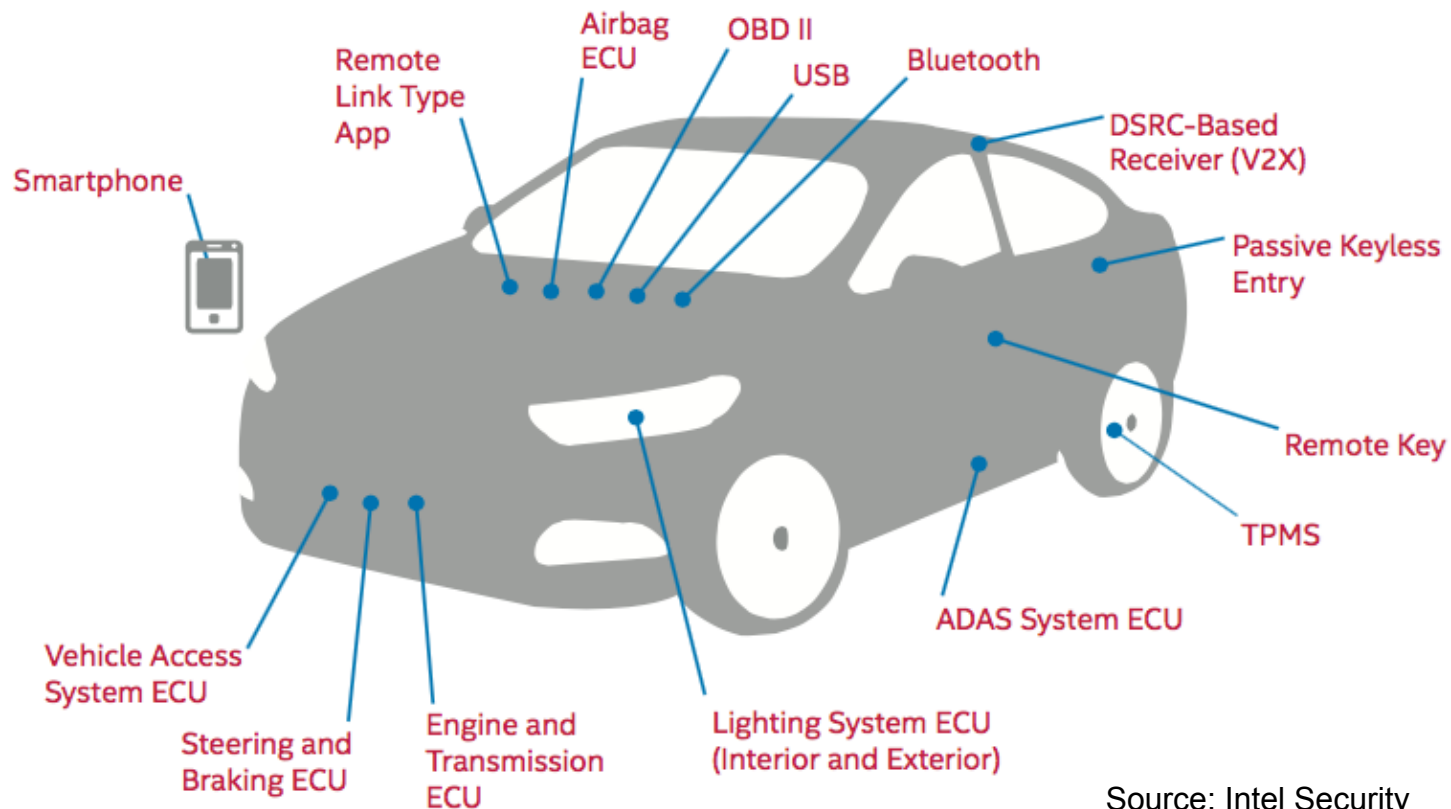 Airbag
ECU
OBD II
Remote
Link Type
App
USB
Bluetooth
DSRC-Based
Receiver (V2X)
Smartphone
Passive Keyless
Entry
Remote Key
TPMS
ADAS System ECU
Vehicle Access
System ECU
Steering and
Braking ECU
Engine and
Transmission
ECU
Lighting System ECU
(Interior and Exterior)
Source: Intel Security